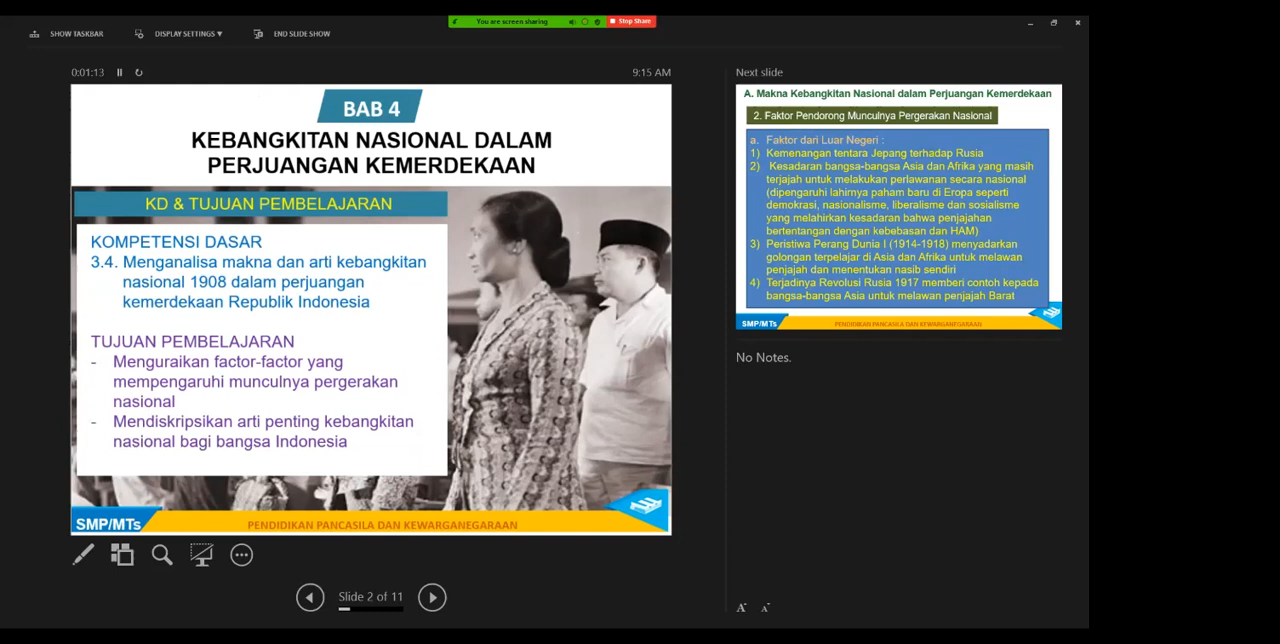 You are screen sharing
Stop Share
SHOW TASKBAR
DISPLAY SETTINGS ▼
END SLIDE SHOW
0:01:13
9:15 AM
BAB 4
KEBANGKITAN NASIONAL DALAM
PERJUANGAN KEMERDEKAAN
KD & TUJUAN PEMBELAJARAN
KOMPETENSI DASAR
3.4. Menganalisa makna dan arti kebangkitan
nasional 1908 dalam perjuangan
kemerdekaan Republik Indonesia
TUJUAN PEMBELAJARAN
- Menguraikan factor-factor yang
mempengaruhi munculnya pergerakan
nasional
- Mendiskripsikan arti penting kebangkitan
nasional bagi bangsa Indonesia
SMP/MTs
PENDIDIKAN PANCASILA DAN KEWARGANEGARAAN
Slide 2 of 11
Next slide
A. Makna Kebangkitan Nasional dalam Perjuangan Kemerdekaan
2. Faktor Pendorong Munculnya Pergerakan Nasional
a. Faktor dari Luar Negeri :
1) Kemenangan tentara Jepang terhadap Rusia
2) Kesadaran bangsa-bangsa Asia dan Afrika yang masih
terjajah untuk melakukan perlawanan secara nasional
(dipengaruhi lahirnya paham baru di Eropa seperti
demokrasi, nasionalisme, liberalisme dan sosialisme
yang melahirkan kesadaran bahwa penjajahan
bertentangan dengan kebebasan dan HAM)
3) Peristiwa Perang Dunia I (1914-1918) menyadarkan
golongan terpelajar di Asia dan Afrika untuk melawan
penjajah dan menentukan nasib sendiri
4) Terjadinya Revolusi Rusia 1917 memberi contoh kepada
bangsa-bangsa Asia untuk melawan penjajah Barat
SMP/MTs
PENDIDIKAN PANCASILA DAN KEWARGANEGARAAN
No Notes.
A A